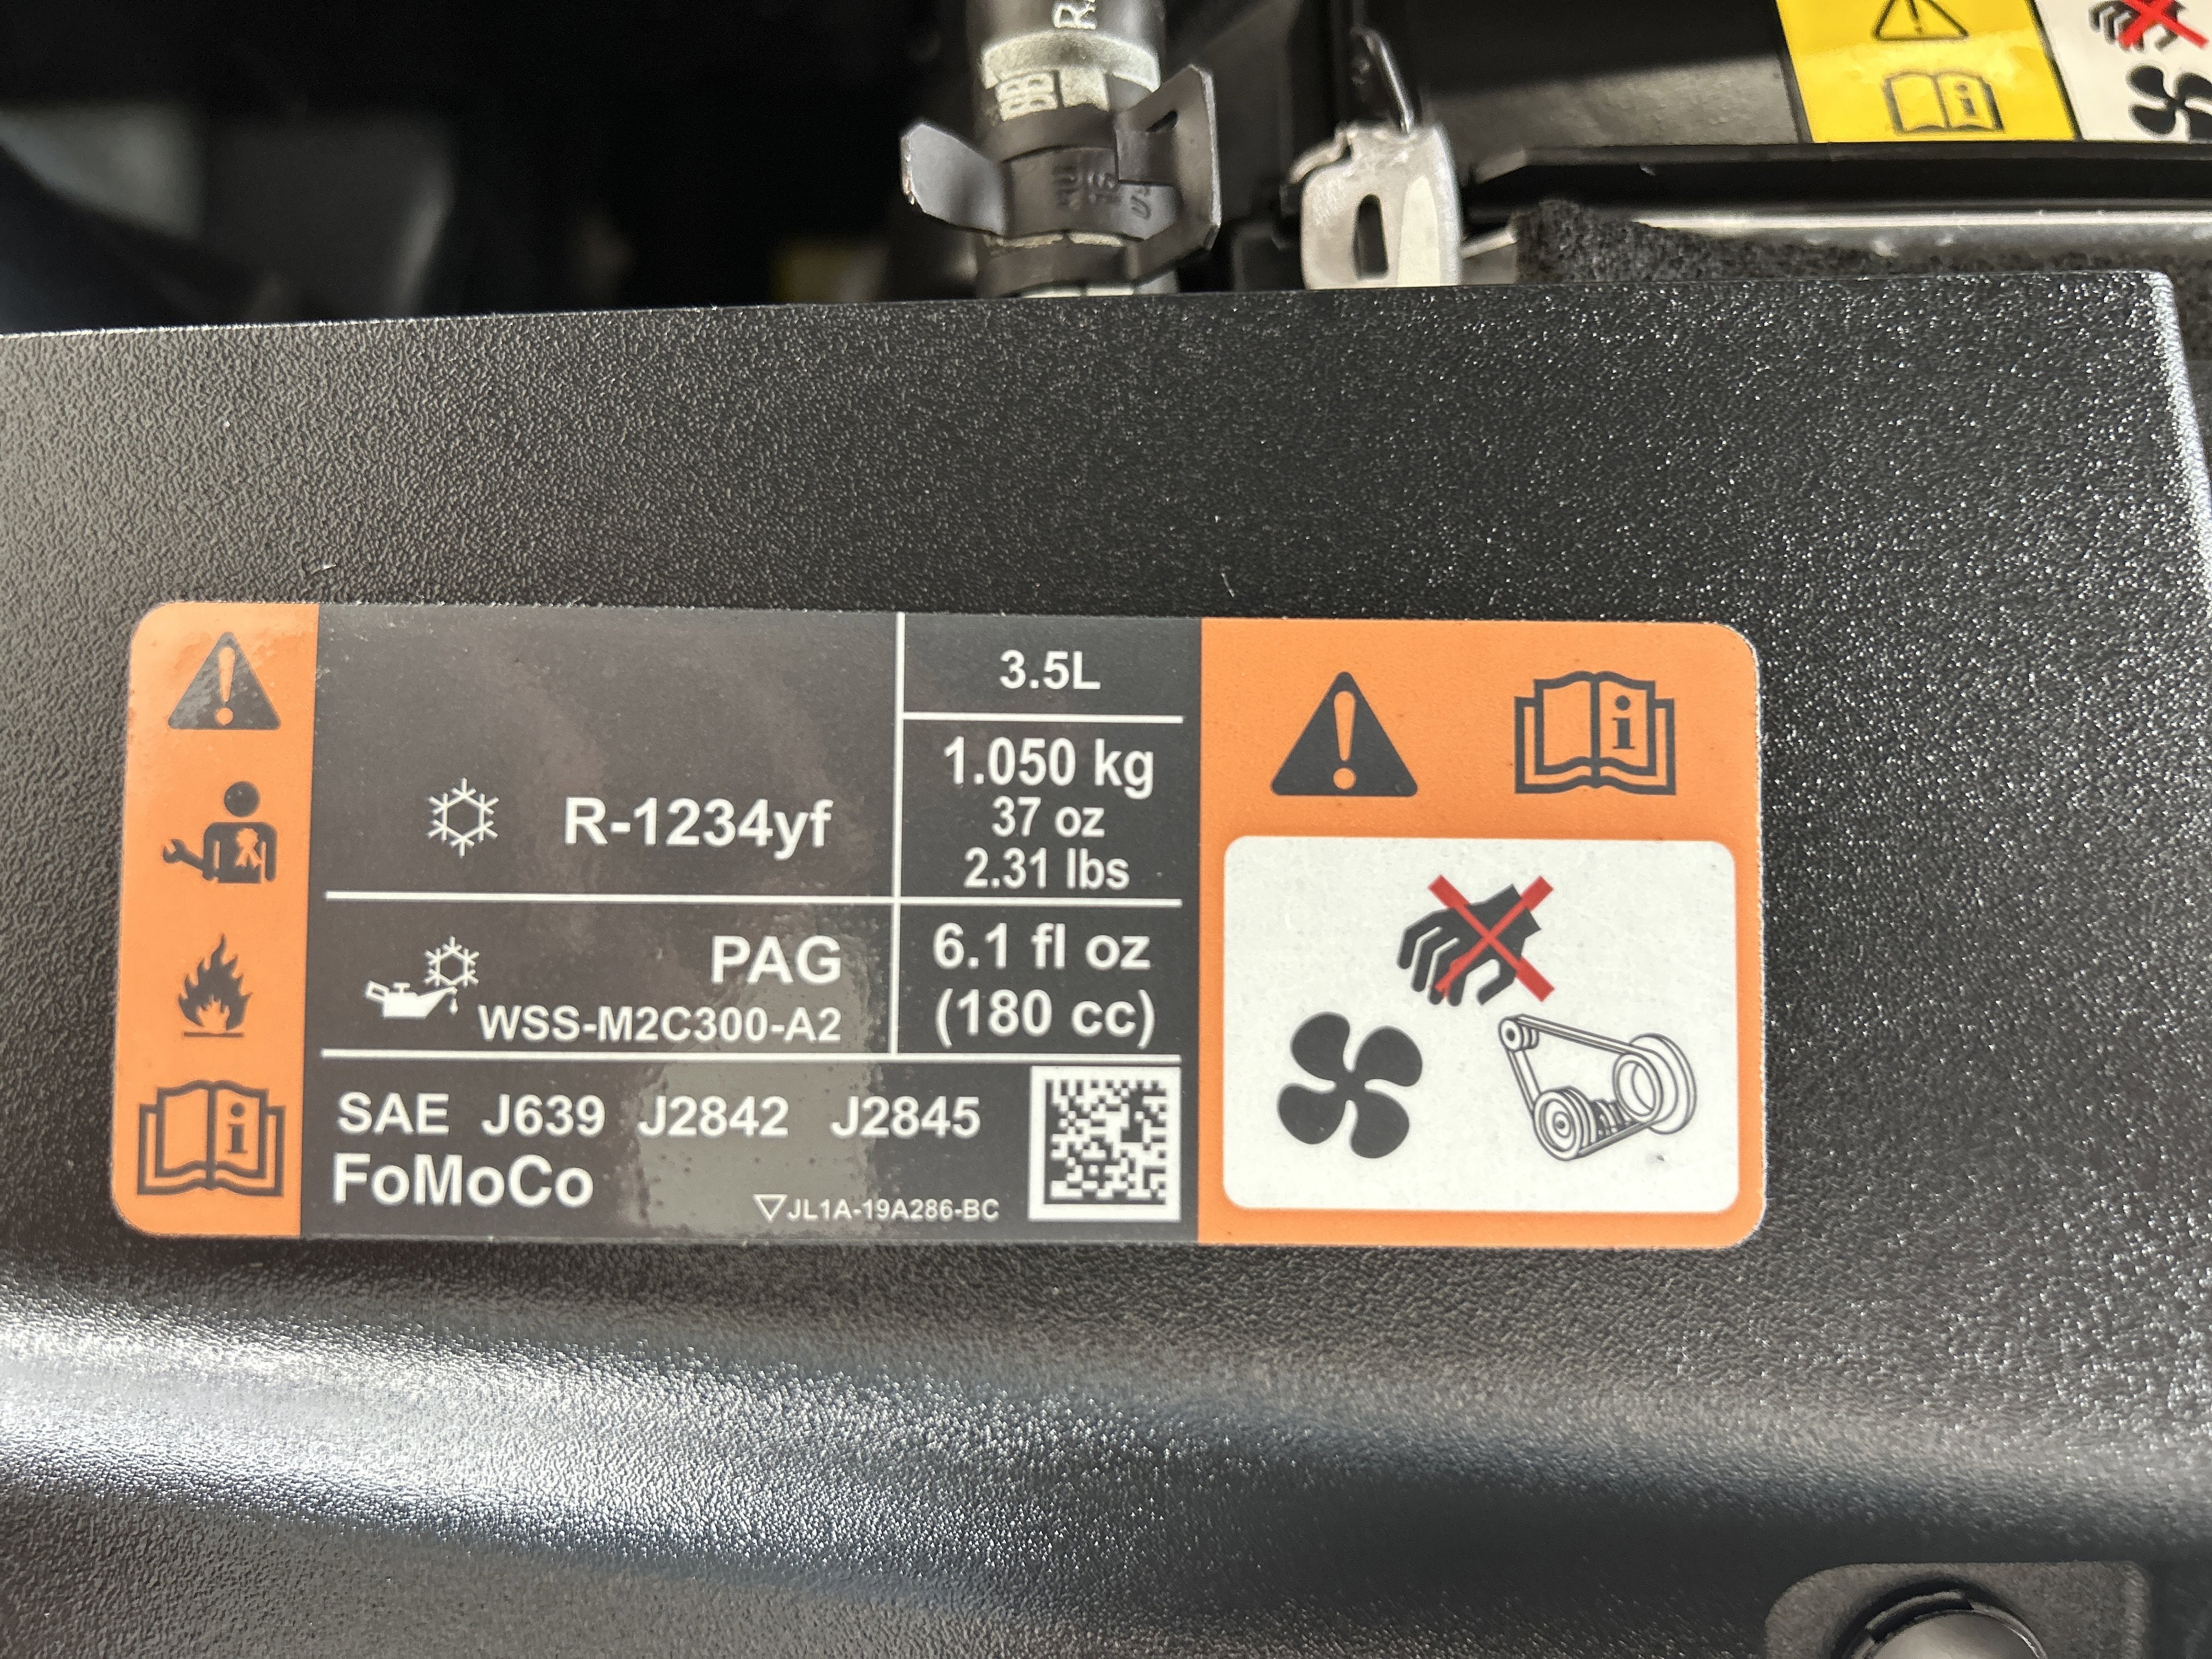 3.5L
R-1234yf
1.050 kg
37 oz
2.31 lbs
PAG
WSS-M2C300-A2
6.1 fl oz
(180 cc)
SAE J639 J2842 J2845
FoMoCo
JL1A-19A286-BC